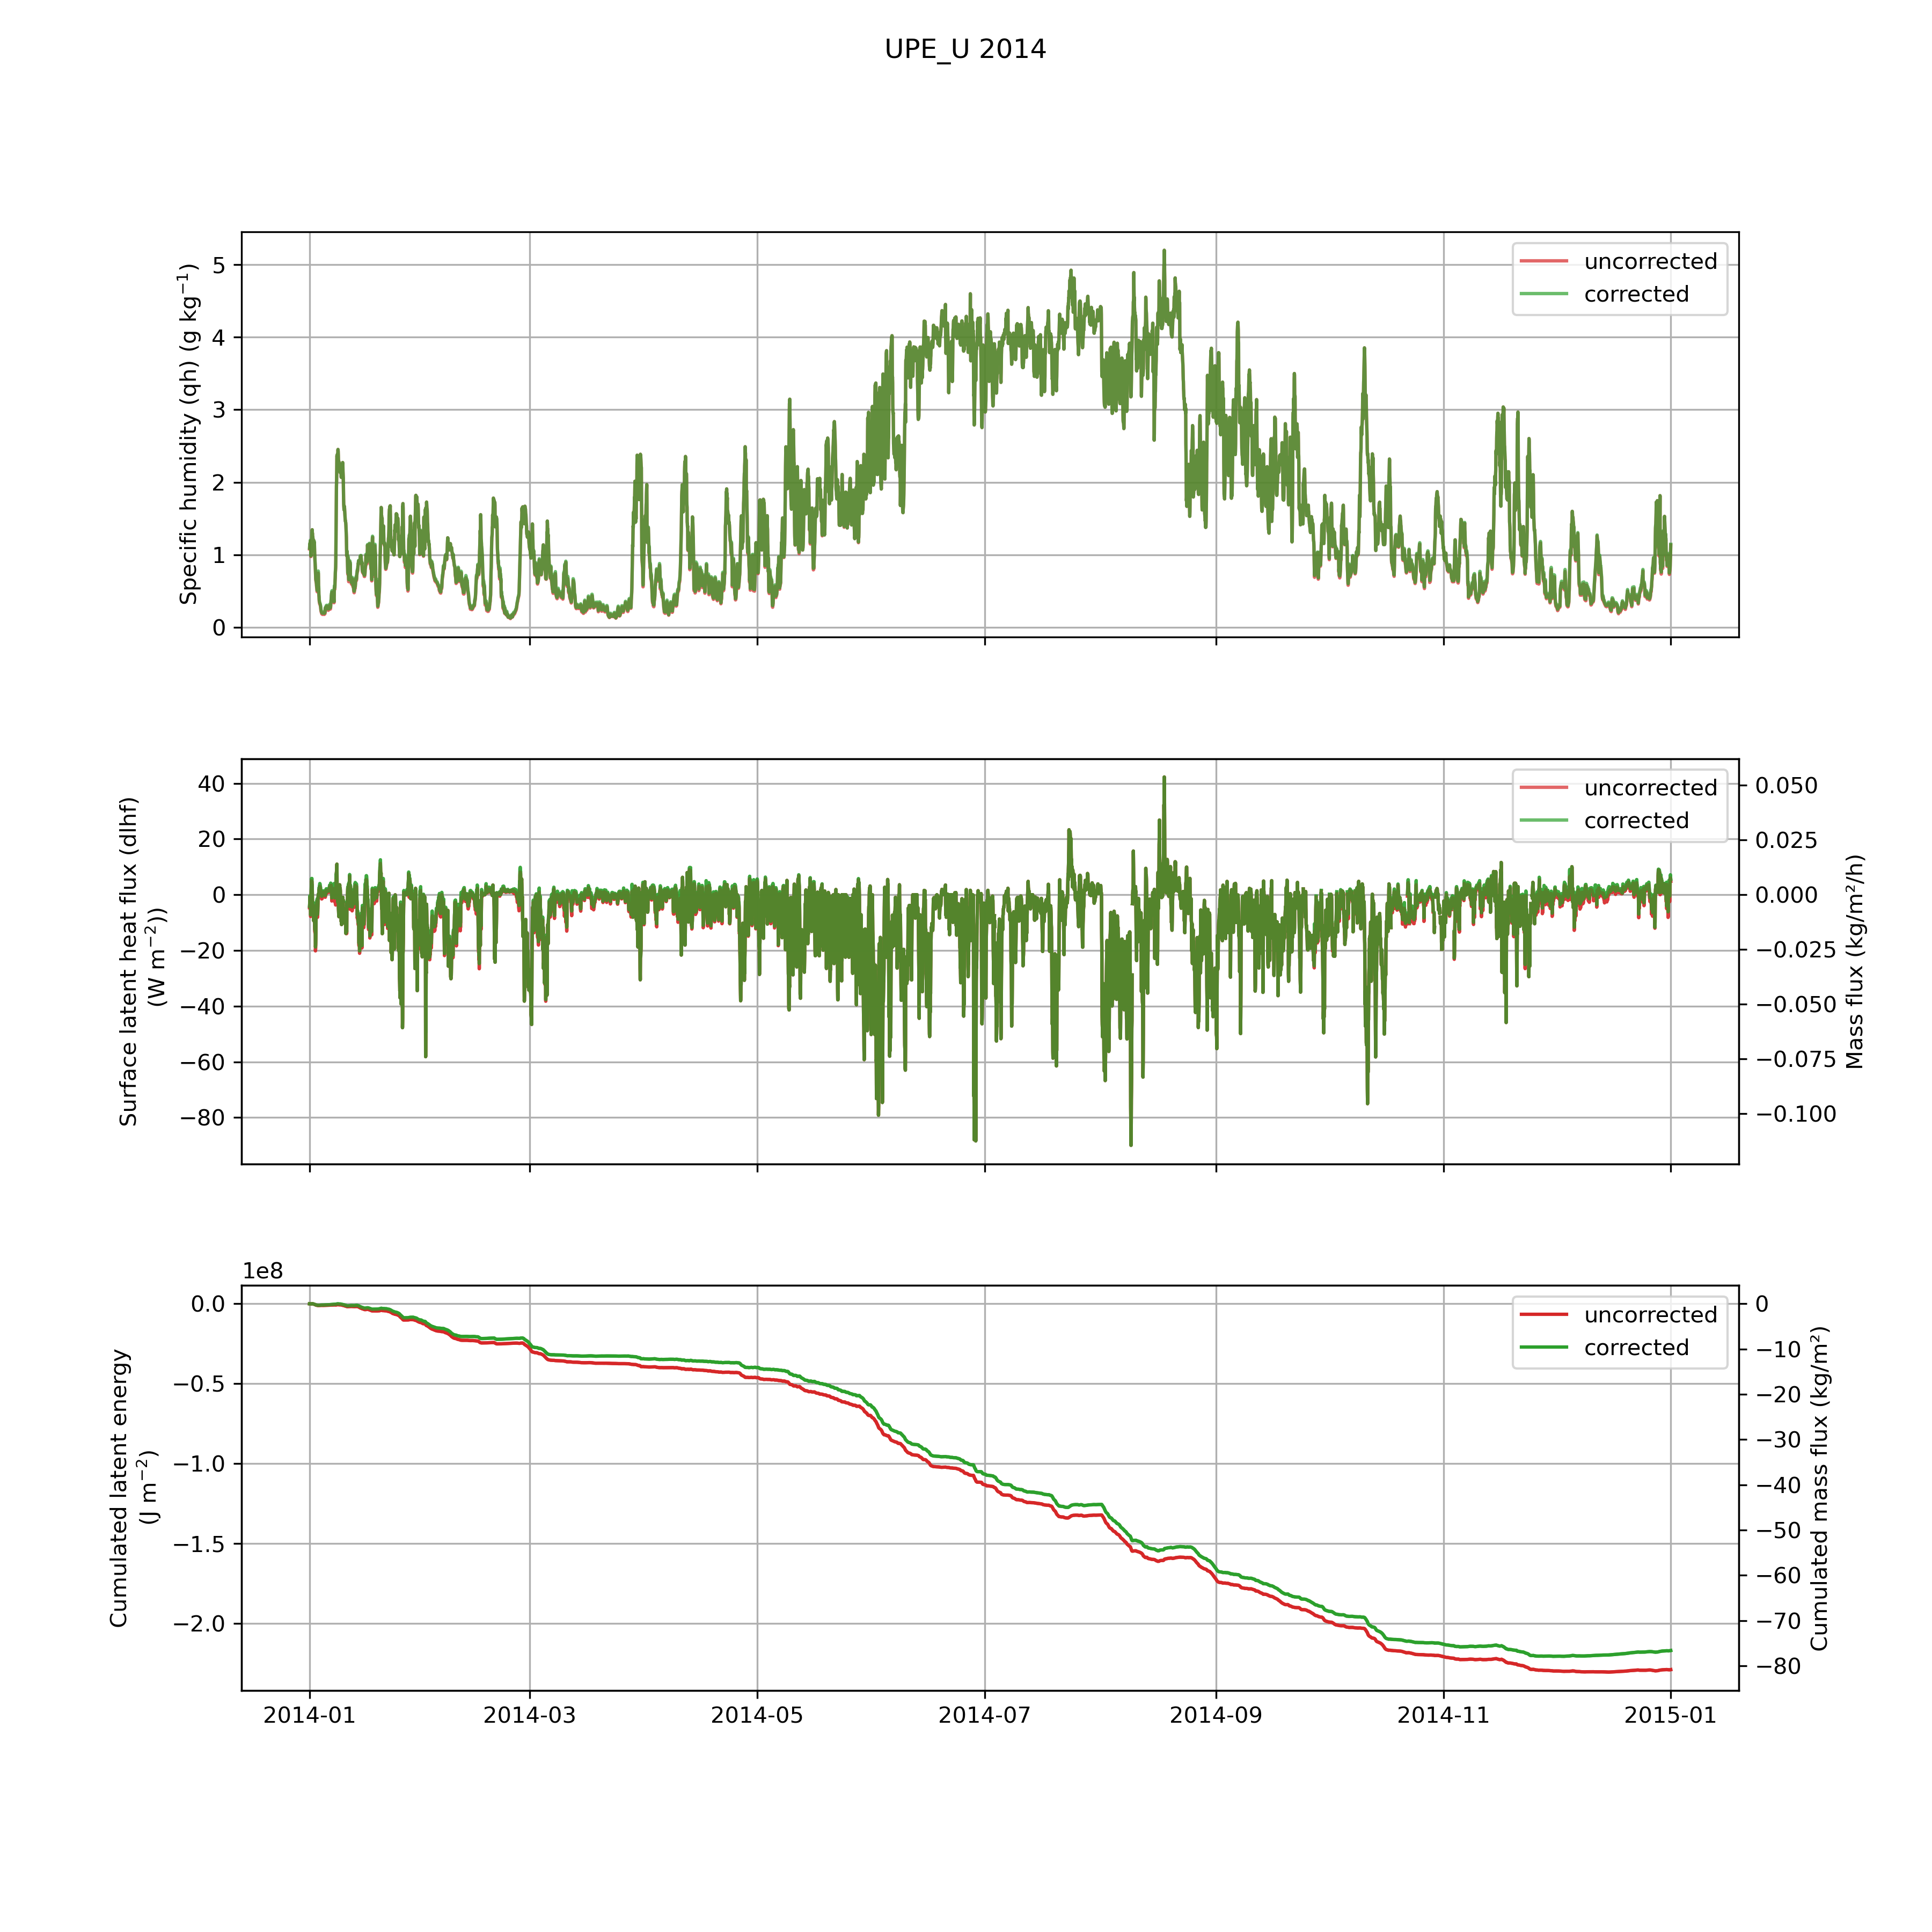 UPE_U 2014
Specific humidity (qh) (g kg⁻¹)
5
4
3
2
1
0
uncorrected
corrected
Surface latent heat flux (dlhf)
(W m⁻²))
40
20
0
−20
−40
−60
−80
uncorrected
corrected
0.050
0.025
0.000
−0.025
−0.050
−0.075
−0.100
Mass flux (kg/m²/h)
1e8
Cumulated latent energy
(J m⁻²)
0.0
−0.5
−1.0
−1.5
−2.0
uncorrected
corrected
0
−10
−20
−30
−40
−50
−60
−70
−80
Cumulated mass flux (kg/m²)
2014-01 2014-03 2014-05 2014-07 2014-09 2014-11 2015-01